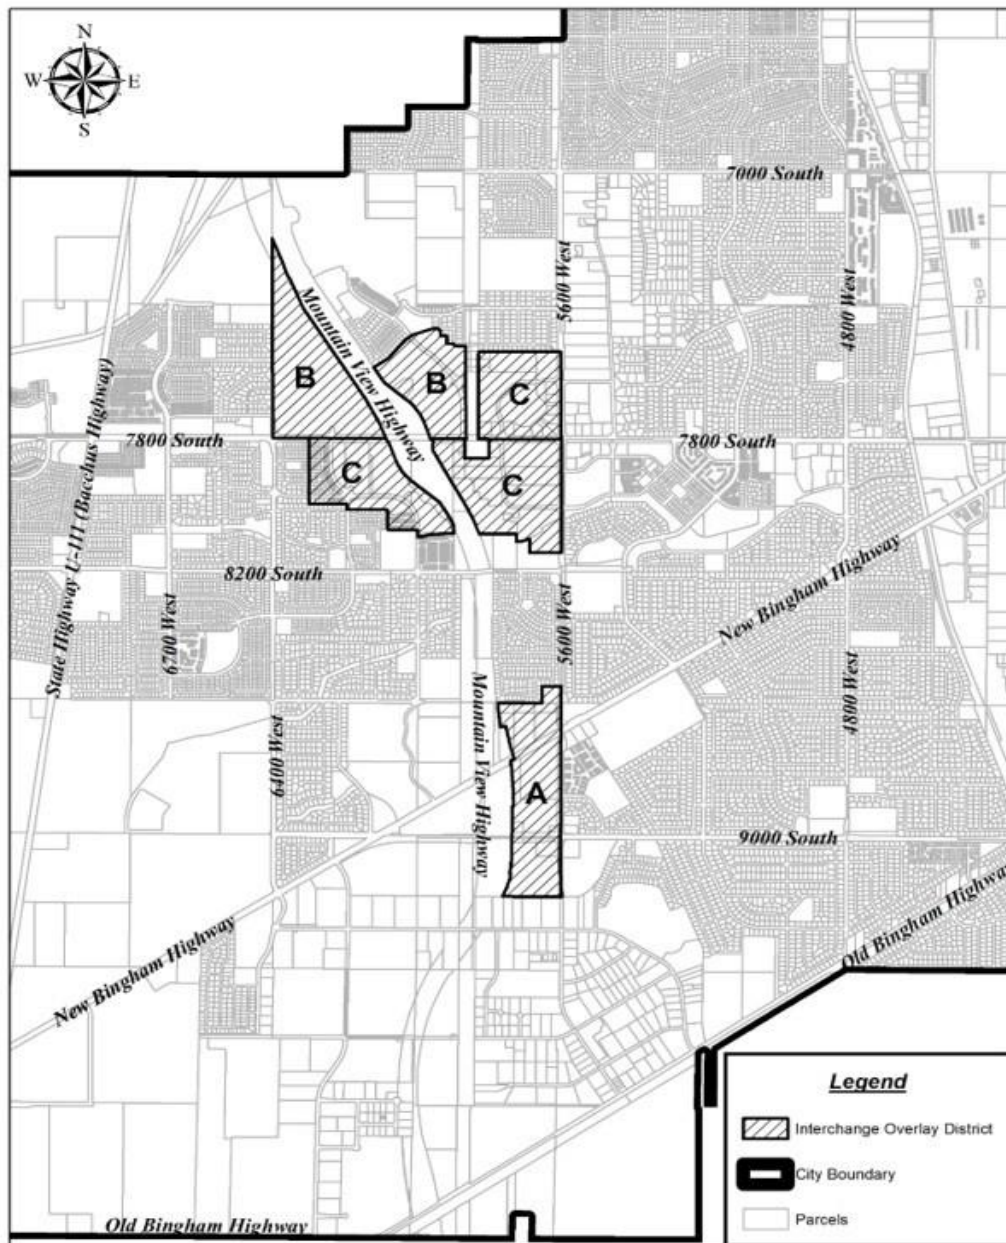 N
W E
S
7000 South
5600 West
4800 West
Mountain View Highway
B
B
C
State Highway U-111 (Bacchus Highway)
7800 South
7800 South
C
C
New Bingham Highway
8200 South
6700 West
5600 West
4800 West
6400 West
Mountain View Highway
A
9000 South
Old Bingham Highway
New Bingham Highway
Old Bingham Highway
Legend
Interchange Overlay District
City Boundary
Parcels